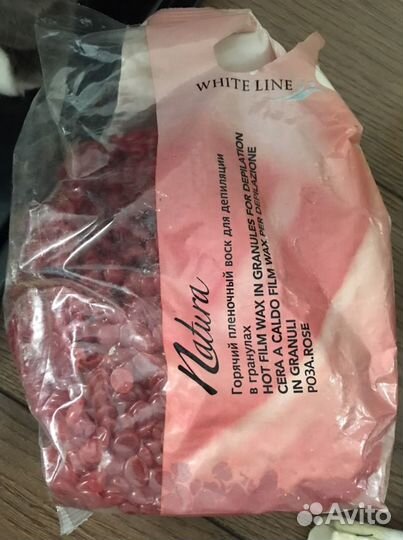 WHITE LINE
Natura
Горячий пленочный воск для депиляции
в гранулах
HOT FILM WAX IN GRANULES FOR DEPILATION
CERA A CALDO FILM WAX PER DEPILAZIONE
IN GRANULI
РОЗА.ROSE
Avito